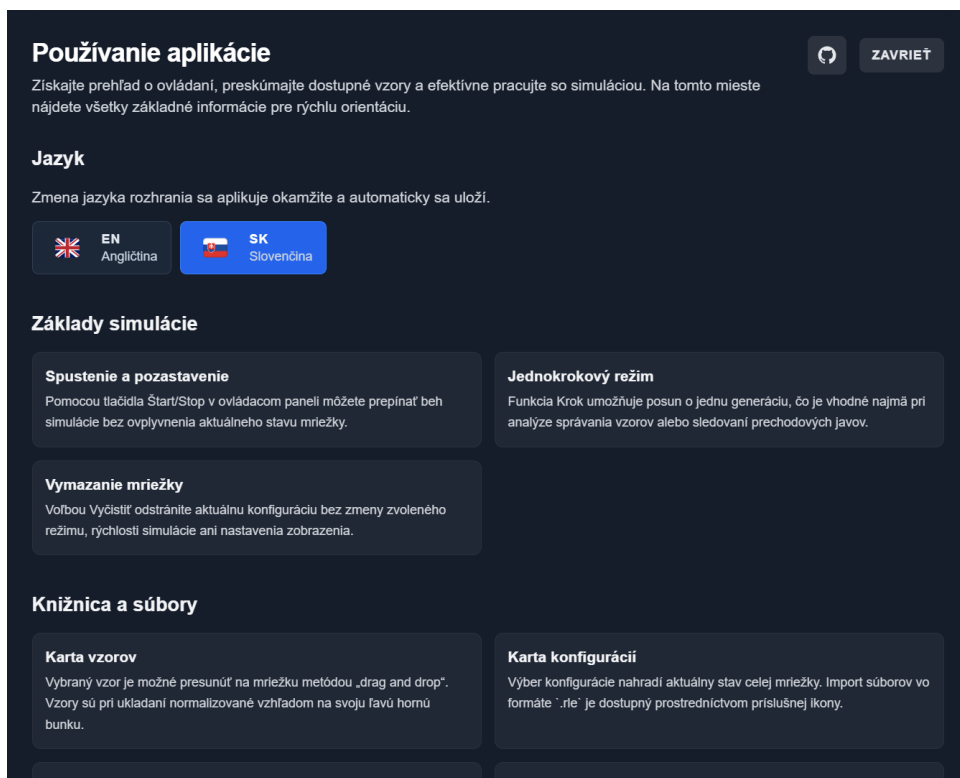 Používanie aplikácie
ZAVRIEŤ
Získajte prehľad o ovládaní, preskúmajte dostupné vzory a efektívne pracujte so simuláciou. Na tomto mieste
nájdete všetky základné informácie pre rýchlu orientáciu.
Jazyk
Zmena jazyka rozhrania sa aplikuje okamžite a automaticky sa uloží.
EN
Angličtina
SK
Slovenčina
Základy simulácie
Spustenie a pozastavenie
Pomocou tlačidla Štart/Stop v ovládacom paneli môžete prepínať beh
simulácie bez ovplyvnenia aktuálneho stavu mriežky.
Jednokrokový režim
Funkcia Krok umožňuje posun o jednu generáciu, čo je vhodné najmä pri
analýze správania vzorov alebo sledovaní prechodových javov.
Vymazanie mriežky
Voľbou Vyčistiť odstránite aktuálnu konfiguráciu bez zmeny zvoleného
režimu, rýchlosti simulácie ani nastavenia zobrazenia.
Knižnica a súbory
Karta vzorov
Vybraný vzor je možné presunúť na mriežku metódou „drag and drop“.
Vzory sú pri ukladaní normalizované vzhľadom na svoju ľavú hornú
bunku.
Karta konfigurácií
Výber konfigurácie nahradí aktuálny stav celej mriežky. Import súborov vo
formáte `.rle` je dostupný prostredníctvom príslušnej ikony.